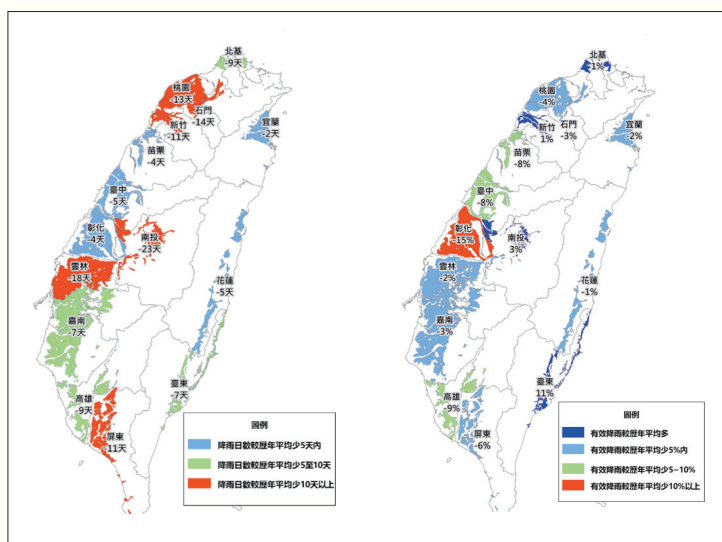 北基
-9天
桃園
-13天
石門
-14天
新竹
-11天
宜蘭
-2天
苗栗
-4天
臺中
-5天
彰化
-4天
南投
-23天
雲林
-18天
花蓮
-5天
嘉南
-7天
臺東
-7天
高雄
-9天
屏東
-11天
圖例
降雨日數較歷年平均少5天內
降雨日數較歷年平均少5至10天
降雨日數較歷年平均少10天以上
北基
1%
桃園
-4%
石門
-3%
新竹
1%
宜蘭
-2%
苗栗
-8%
臺中
-8%
彰化
-15%
南投
3%
雲林
-2%
花蓮
-1%
嘉南
-3%
臺東
11%
高雄
-9%
屏東
-6%
圖例
有效降雨較歷年平均多
有效降雨較歷年平均少5%內
有效降雨較歷年平均少5~10%
有效降雨較歷年平均少10%以上